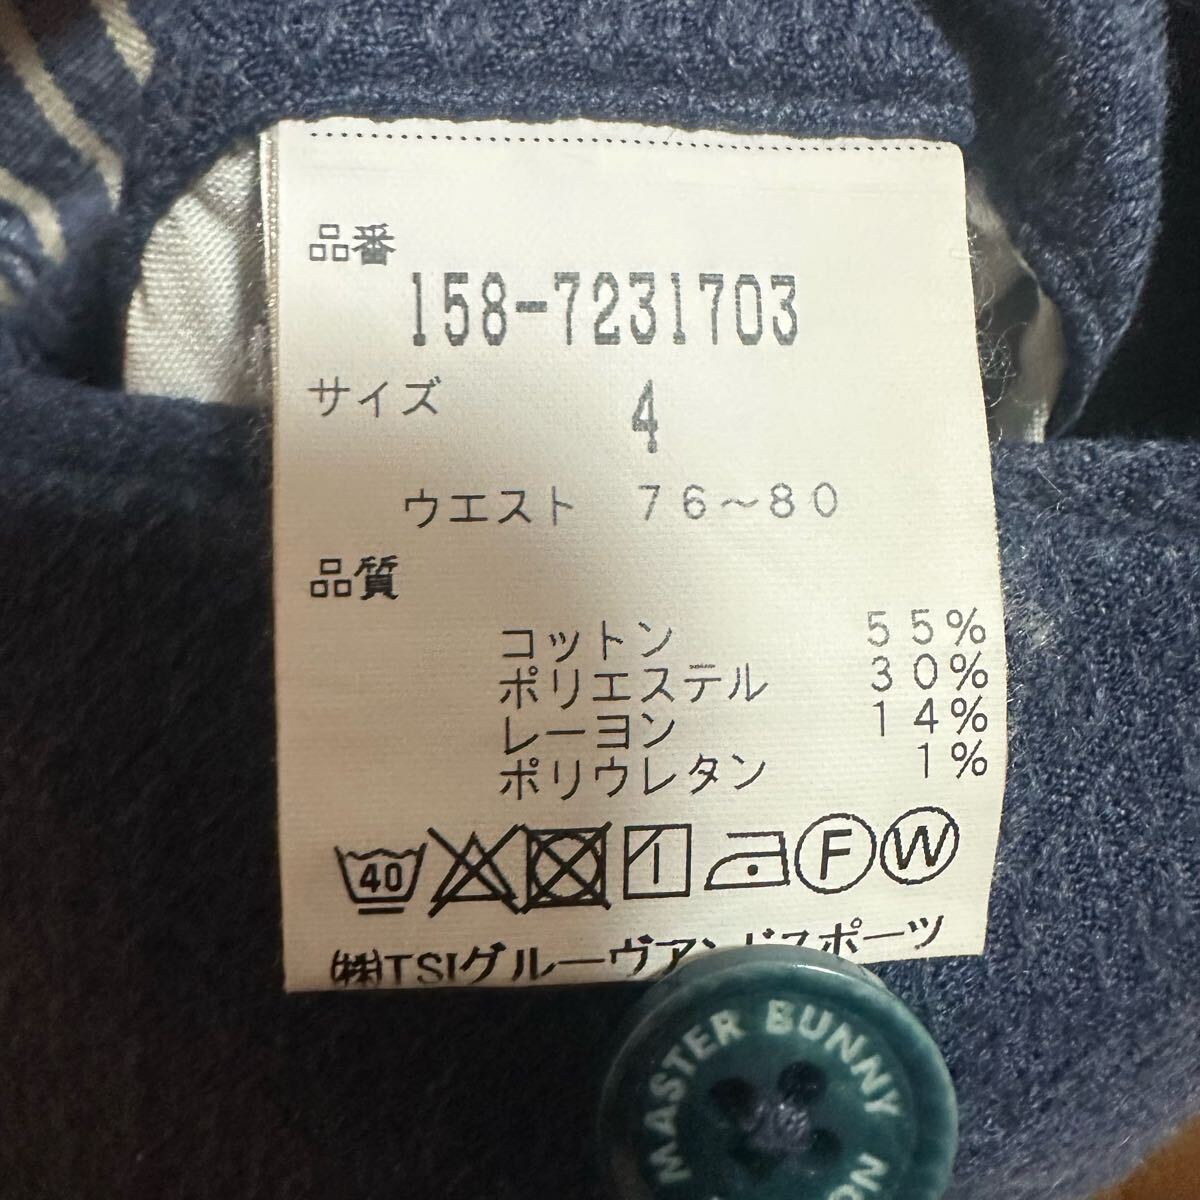 品番
158-7231703
サイズ 4
ウエスト 76~80
品質
コットン 55%
ポリエステル 30%
レーヨン 14%
ポリウレタン 1%
40 F W
㈱TSIグルーヴアンドスポーツ
MASTER BUNNY